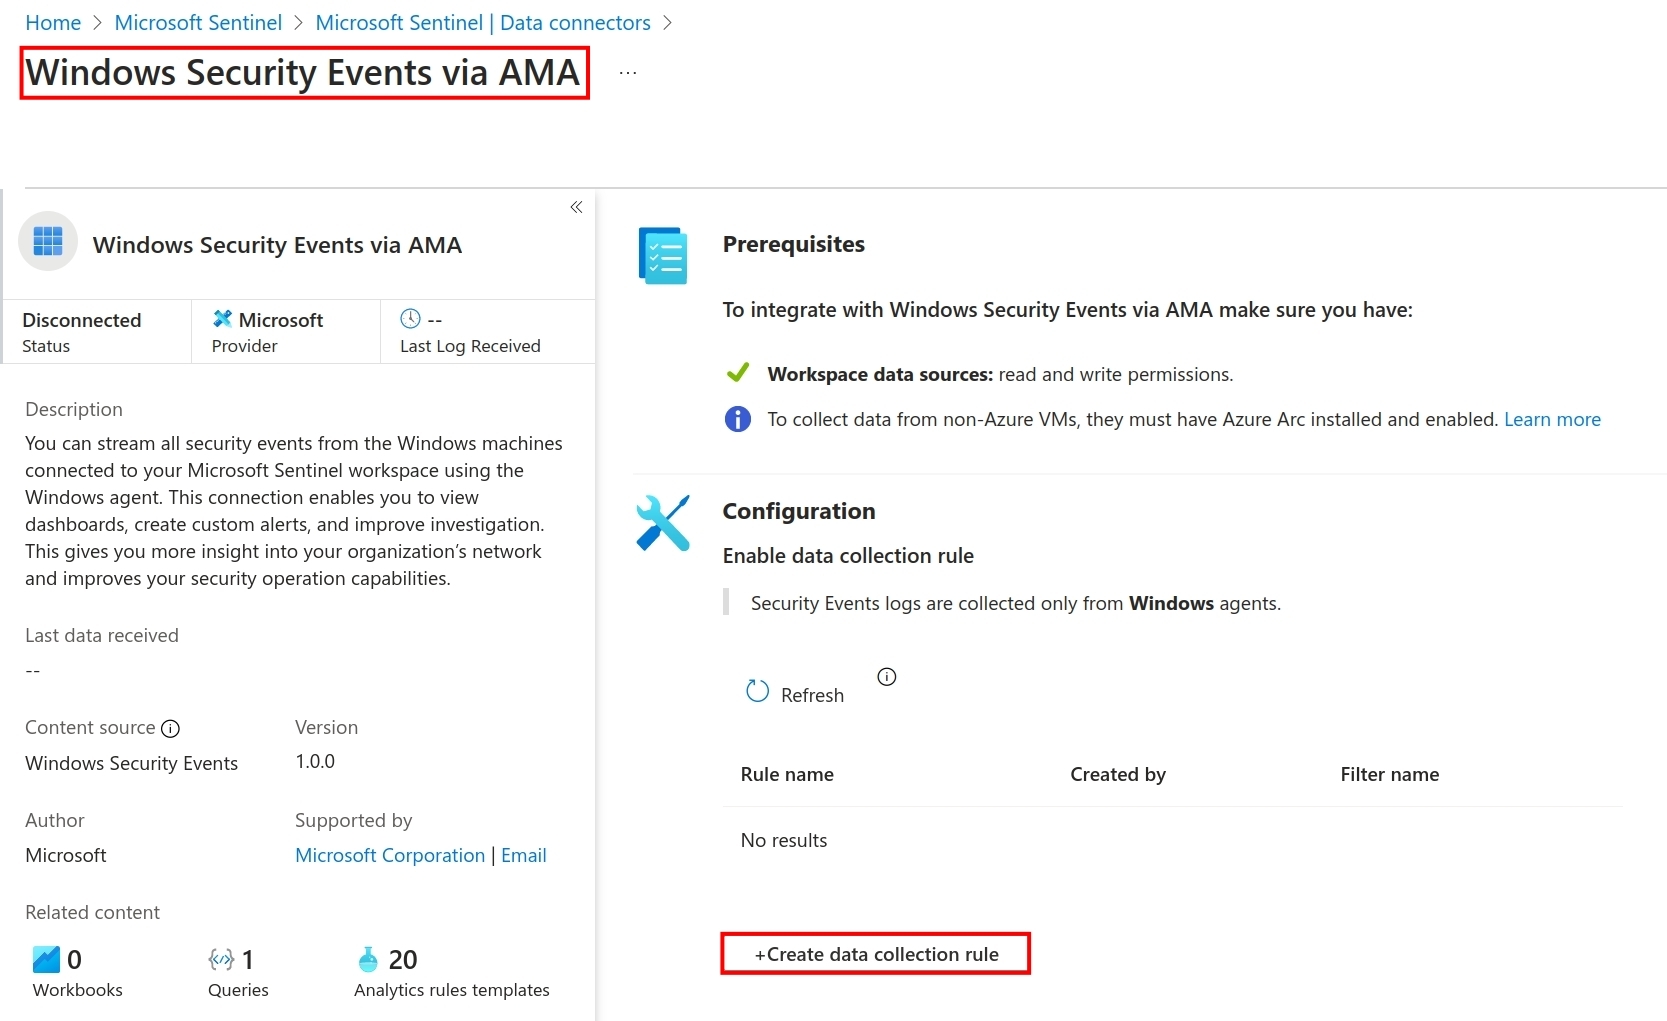 Home > Microsoft Sentinel > Microsoft Sentinel | Data connectors >
Windows Security Events via AMA ...
Windows Security Events via AMA
Disconnected
Status
Microsoft
Provider
--
Last Log Received
Description
You can stream all security events from the Windows machines
connected to your Microsoft Sentinel workspace using the
Windows agent. This connection enables you to view
dashboards, create custom alerts, and improve investigation.
This gives you more insight into your organization’s network
and improves your security operation capabilities.
Last data received
--
Content source
Windows Security Events
Version
1.0.0
Author
Microsoft
Supported by
Microsoft Corporation | Email
Related content
0
Workbooks
1
Queries
20
Analytics rules templates
Prerequisites
To integrate with Windows Security Events via AMA make sure you have:
Workspace data sources: read and write permissions.
To collect data from non-Azure VMs, they must have Azure Arc installed and enabled. Learn more
Configuration
Enable data collection rule
Security Events logs are collected only from Windows agents.
Refresh
Rule name Created by Filter name
No results
+Create data collection rule